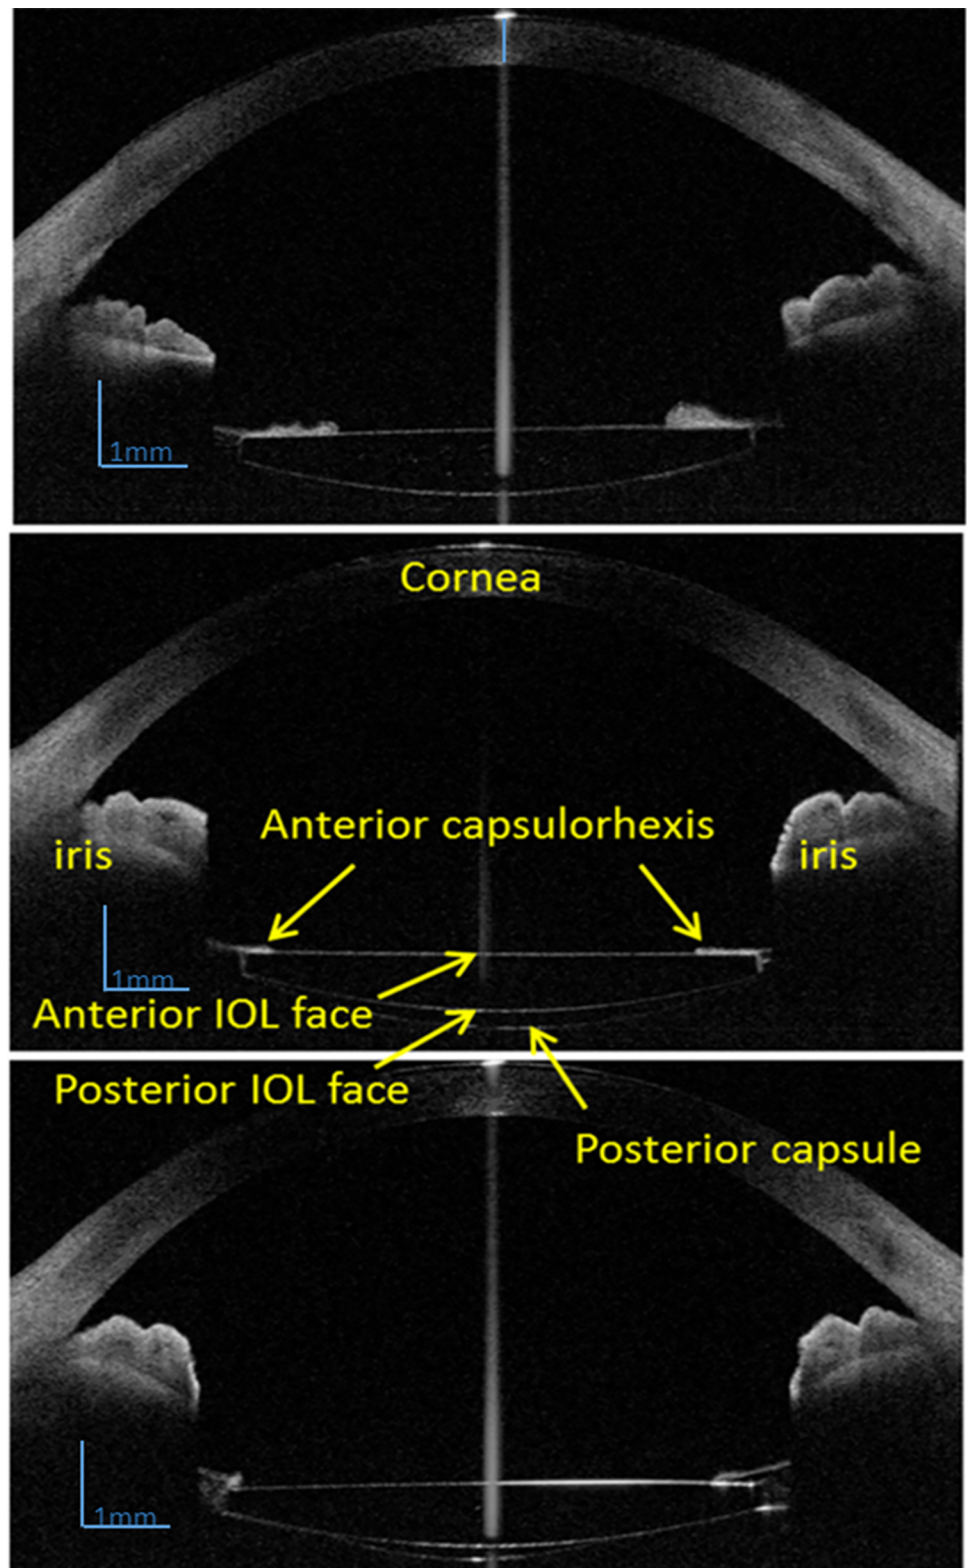 1mm
Cornea
Anterior capsulorhexis
iris
iris
1mm
Anterior IOL face
Posterior IOL face
Posterior capsule
1mm